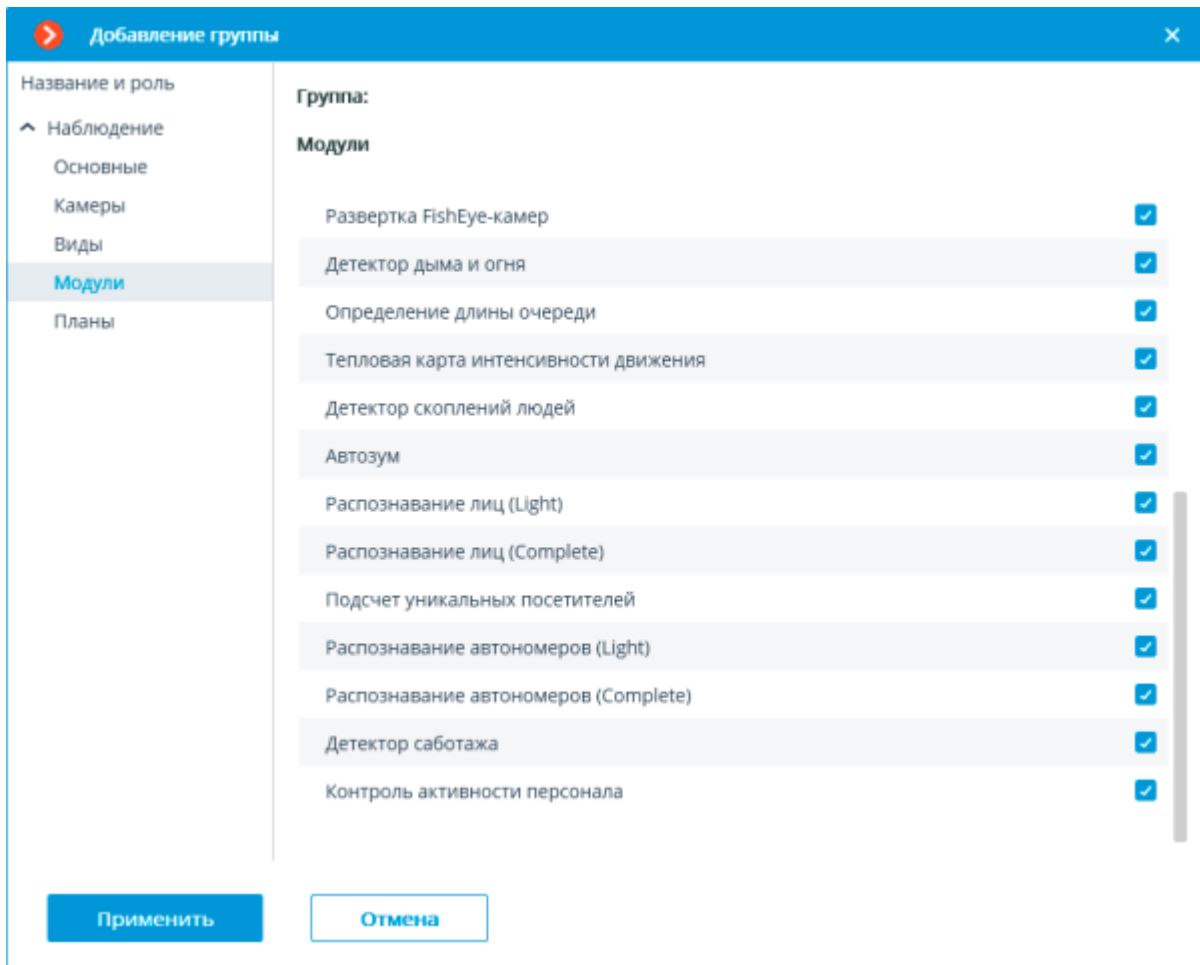 Добавление группы
Название и роль
Наблюдение
Основные
Камеры
Виды
Модули
Планы
Группа:
Модули
Развертка FishEye-камер
Детектор дыма и огня
Определение длины очереди
Тепловая карта интенсивности движения
Детектор скоплений людей
Автозум
Распознавание лиц (Light)
Распознавание лиц (Complete)
Подсчет уникальных посетителей
Распознавание автономеров (Light)
Распознавание автономеров (Complete)
Детектор саботажа
Контроль активности персонала
Применить
Отмена